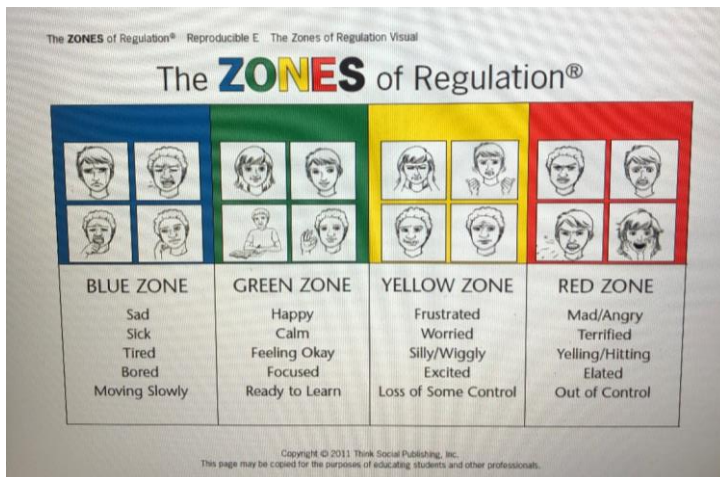 The ZONES of Regulation® Reproducible E The Zones of Regulation Visual
The ZONES of Regulation®
BLUE ZONE
Sad
Sick
Tired
Bored
Moving Slowly
GREEN ZONE
Happy
Calm
Feeling Okay
Focused
Ready to Learn
YELLOW ZONE
Frustrated
Worried
Silly/Wiggly
Excited
Loss of Some Control
RED ZONE
Mad/Angry
Terrified
Yelling/Hitting
Elated
Out of Control
Copyright © 2011 Think Social Publishing, Inc.
This page may be copied for the purposes of educating students and other professionals.